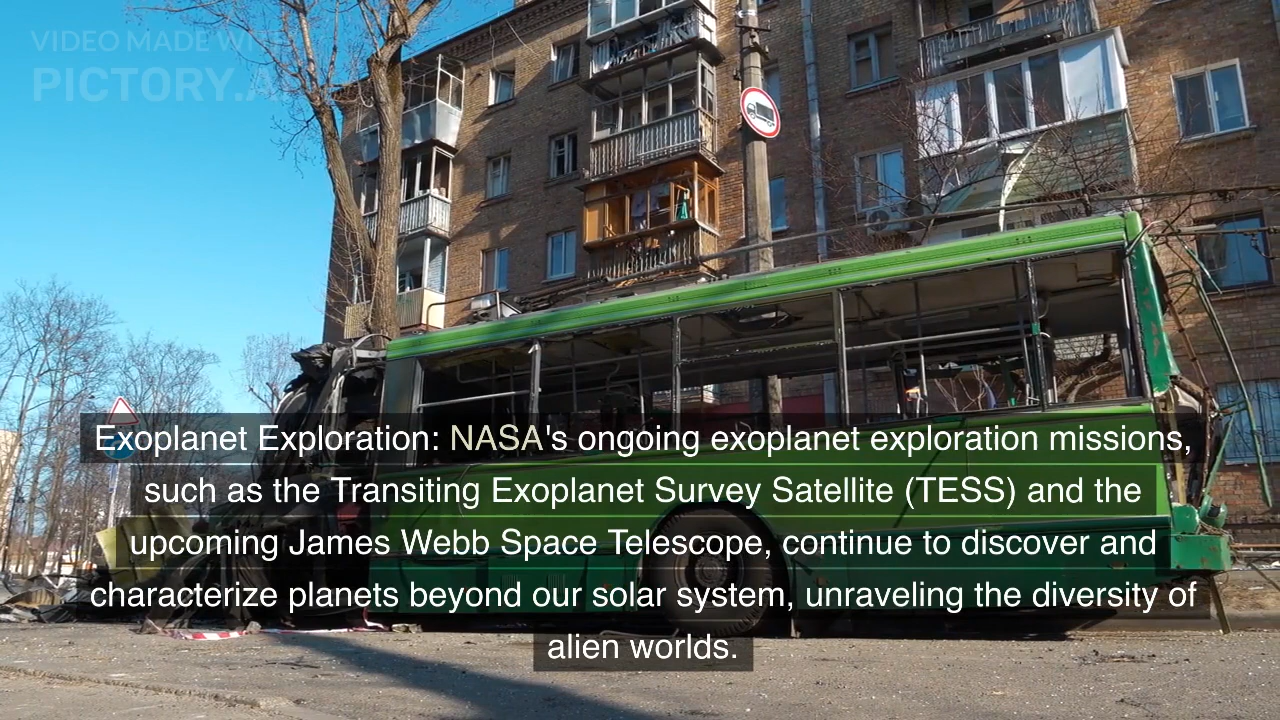 VIDEO MADE WITH
PICTORY.A
Exoplanet Exploration: NASA's ongoing exoplanet exploration missions,
such as the Transiting Exoplanet Survey Satellite (TESS) and the
upcoming James Webb Space Telescope, continue to discover and
characterize planets beyond our solar system, unraveling the diversity of
alien worlds.